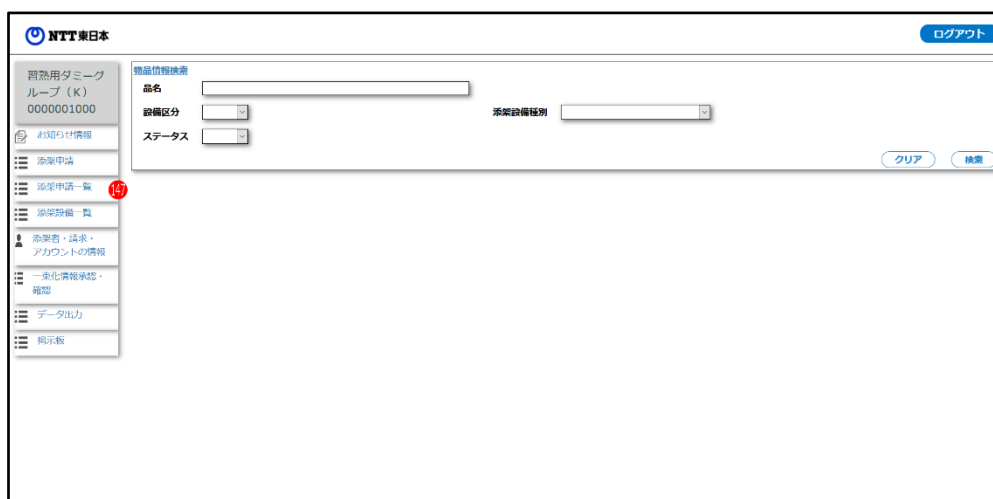 NTT東日本
ログアウト
習熟用ダミーグ
ループ（K）
0000001000
お知らせ情報
添架申請
添架申請一覧
147
添架設備一覧
添架者・請求・
アカウントの情報
一束化情報承認・
確認
データ出力
掲示板
物品情報検索
品名
設備区分
添架設備種別
ステータス
クリア
検索